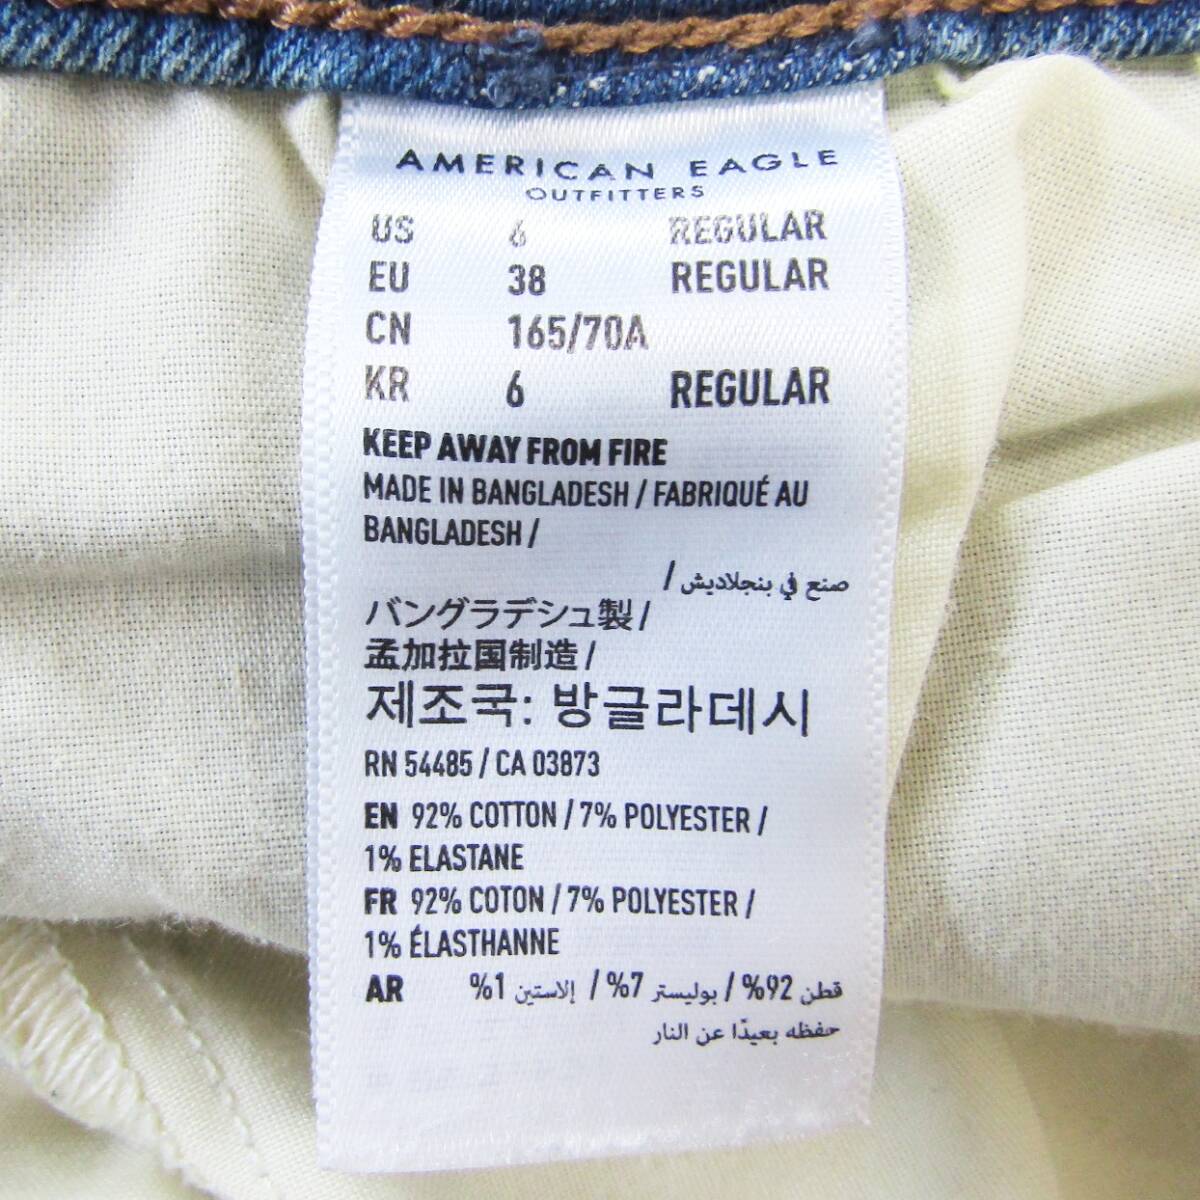 AMERICAN EAGLE
OUTFITTERS
US 6 REGULAR
EU 38 REGULAR
CN 165/70A
KR 6 REGULAR
KEEP AWAY FROM FIRE
MADE IN BANGLADESH / FABRIQUÉ AU
BANGLADESH /
صنع في بنجلاديش /
バングラデシュ製 /
孟加拉国制造 /
제조국: 방글라데시
RN 54485 / CA 03873
EN 92% COTTON / 7% POLYESTER /
1% ELASTANE
FR 92% COTON / 7% POLYESTER /
1% ÉLASTHANNE
AR قطن 92% / بوليستر 7% / إلاستين 1%
حفظه بعيدًا عن النار